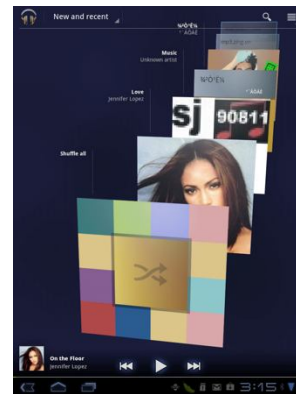 New and recent
Music
Unknown artist
Love
Jennifer Lopez
sj 90811
Shuffle all
On the Floor
Jennifer Lopez
3:15